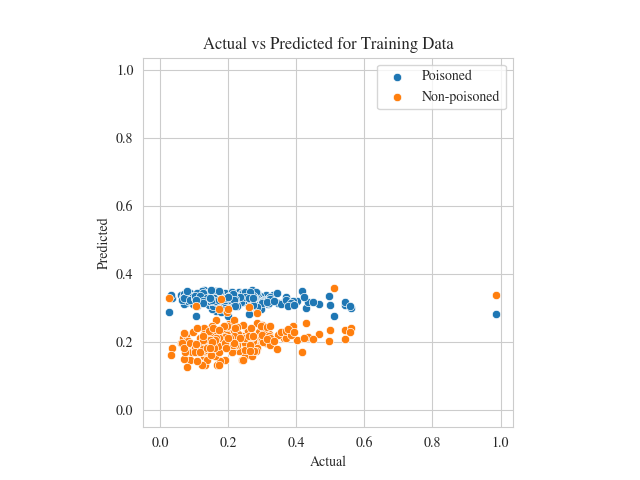 Actual vs Predicted for Training Data
Poisoned
Non-poisoned
1.0
0.8
0.6
0.4
0.2
0.0
Predicted
0.0 0.2 0.4 0.6 0.8 1.0
Actual